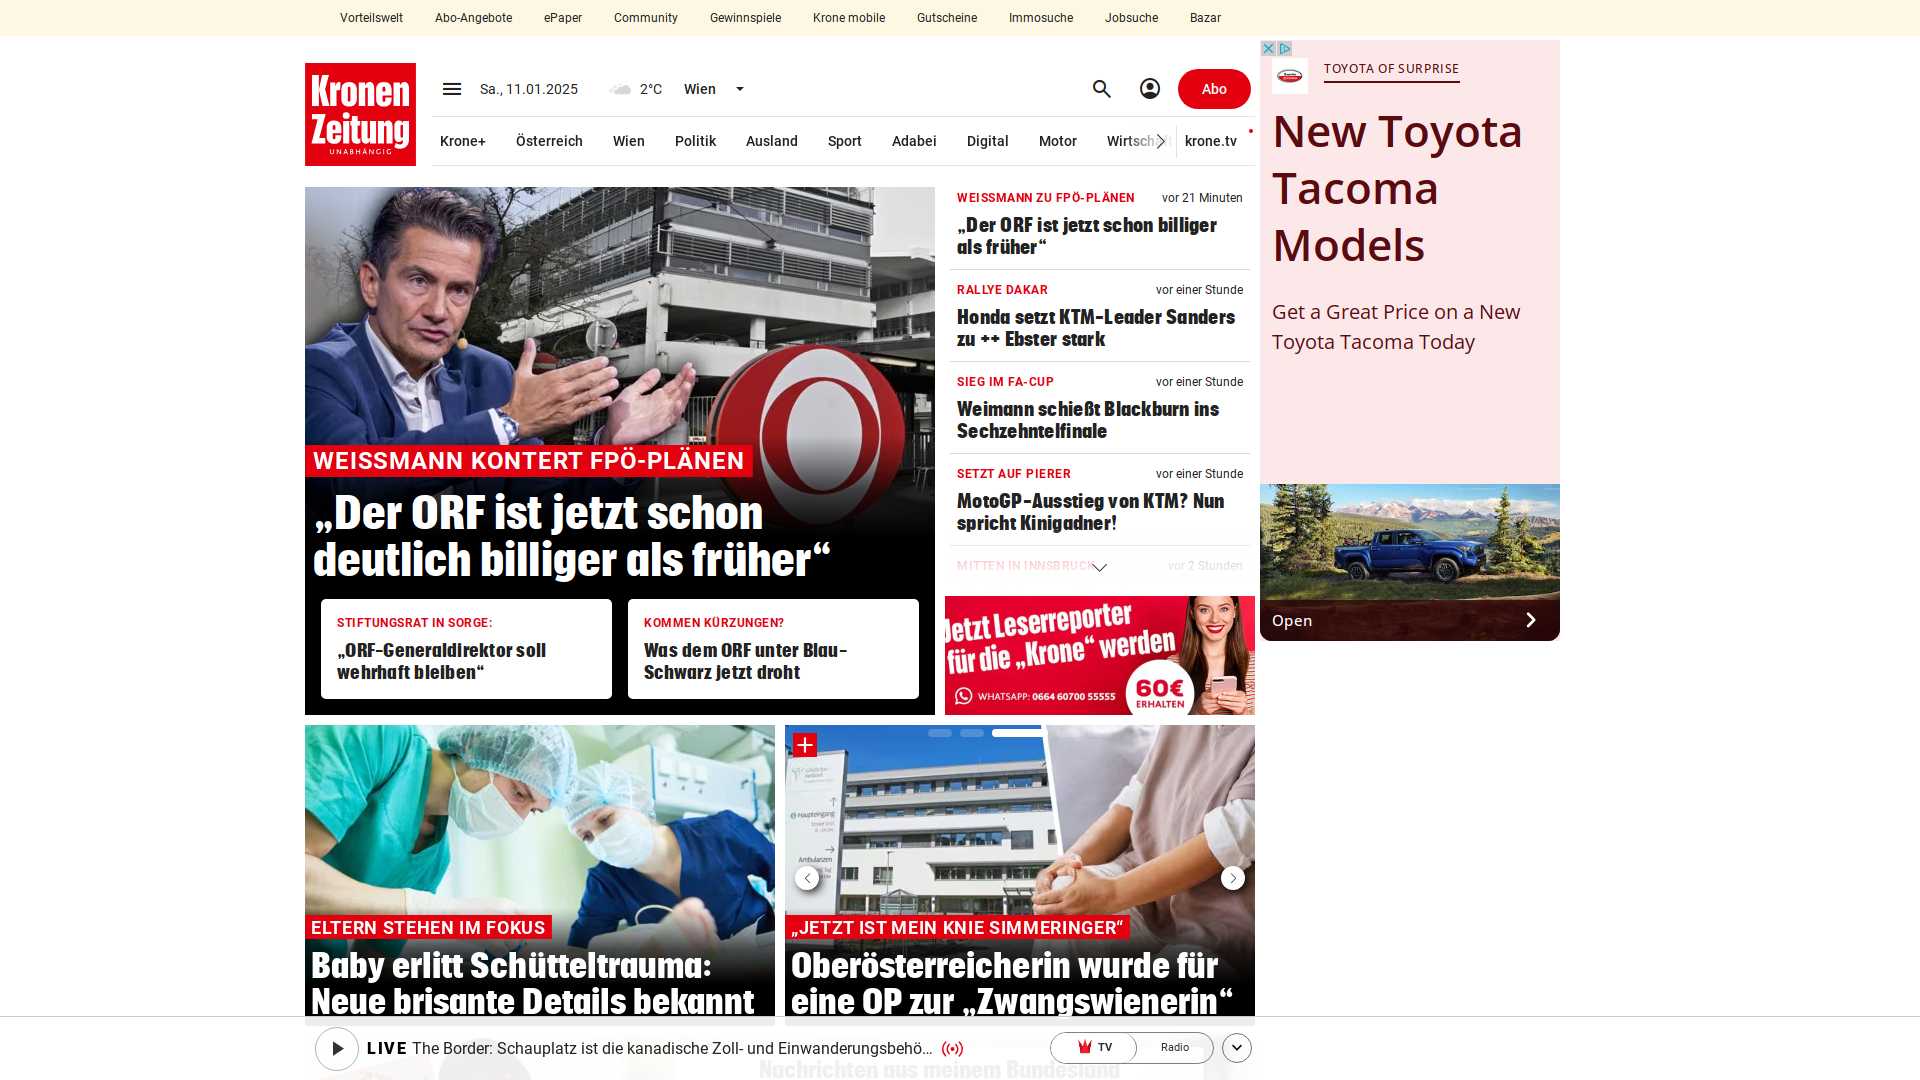 Vorteilswelt
Abo-Angebote
ePaper
Community
Gewinnspiele
Krone mobile
Gutscheine
Immosuche
Jobsuche
Bazar
Kronen
Zeitung
UNABHÄNGIG
Sa., 11.01.2025
2°C
Wien
Abo
Krone+
Österreich
Wien
Politik
Ausland
Sport
Adabei
Digital
Motor
Wirtsch
krone.tv
WEISSMANN KONTERT FPÖ-PLÄNEN
„Der ORF ist jetzt schon
deutlich billiger als früher“
STIFTUNGSRAT IN SORGE:
„ORF-Generaldirektor soll
wehrhaft bleiben“
KOMMEN KÜRZUNGEN?
Was dem ORF unter Blau-
Schwarz jetzt droht
WEISSMANN ZU FPÖ-PLÄNEN
vor 21 Minuten
„Der ORF ist jetzt schon billiger
als früher“
RALLYE DAKAR
vor einer Stunde
Honda setzt KTM-Leader Sanders
zu ++ Ebster stark
SIEG IM FA-CUP
vor einer Stunde
Weimann schießt Blackburn ins
Sechzehntelfinale
SETZT AUF PIERER
vor einer Stunde
MotoGP-Ausstieg von KTM? Nun
spricht Kinigadner!
MITTEN IN INNSBRUCK
vor 2 Stunden
Jetzt Leserreporter
für die „Krone“ werden
WHATSAPP: 0664 60700 55555
60€
ERHALTEN
TOYOTA OF SURPRISE
New Toyota
Tacoma
Models
Get a Great Price on a New
Toyota Tacoma Today
Open
ELTERN STEHEN IM FOKUS
Baby erlitt Schütteltrauma:
Neue brisante Details bekannt
Haupteingang
Ambulanzen
„JETZT IST MEIN KNIE SIMMERINGER“
Oberösterreicherin wurde für
eine OP zur „Zwangswienerin“
LIVE The Border: Schauplatz ist die kanadische Zoll- und Einwanderungsbehö...
TV
Radio
Nachrichten aus meinem Bundesland